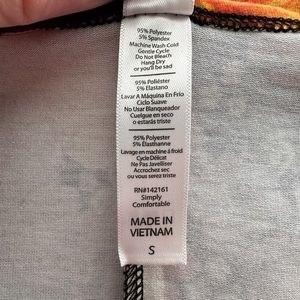 95% Polyester
5% Spandex
Machine Wash Cold
Gentle Cycle
Do Not Bleach
Hang Dry
or you'll be sad
95% Poliéster
5% Elastano
Lavar A Máquina En Frío
Ciclo Suave
No Usar Blanqueador
Cuelgue en seco
o estarás triste
95% Polyester
5% Elasthanne
Lavage en machine á froid
Cycle Délicat
Ne Pas Javelliser
Accrochez sec
ou vous serez triste
RN#142161
Simply
Comfortable
MADE IN
VIETNAM
S